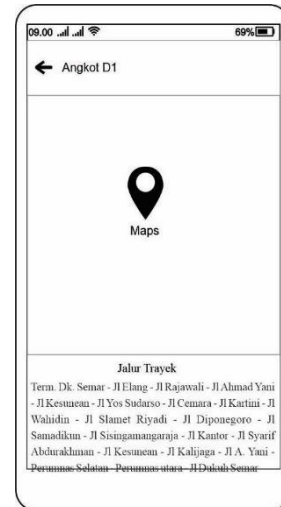 09.00 69%
Angkot D1
Maps
Jalur Trayek
Term. Dk. Semar - Jl Elang - Jl Rajawali - Jl Ahmad Yani
- Jl Kesunean - Jl Yos Sudarso - Jl Cemara - Jl Kartini - Jl
Wahidin - Jl Slamet Riyadi - Jl Diponegoro - Jl
Samadikun - Jl Sisingamangaraja - Jl Kantor - Jl Syarif
Abdurakhman - Jl Kesunean - Jl Kalijaga - Jl A. Yani -
Perumnas Selatan - Perumnas utara - Jl Dukuh Semar